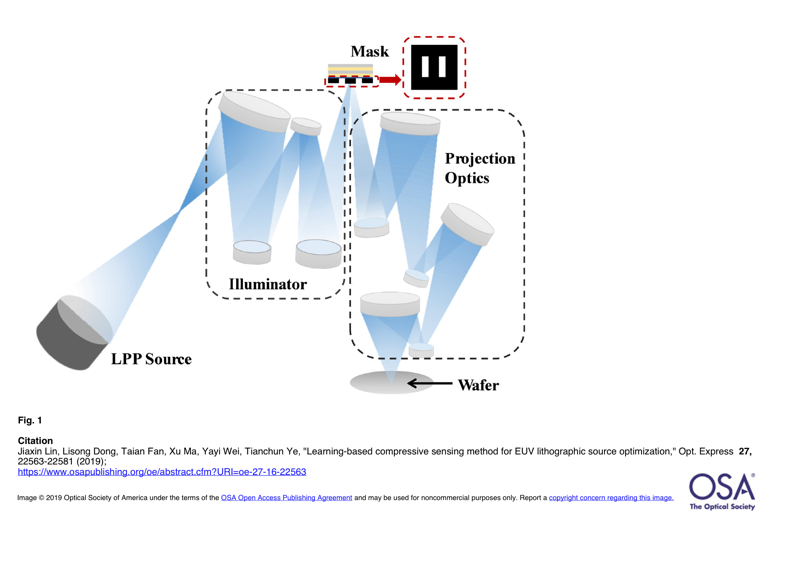 Mask
Projection
Optics
Illuminator
LPP Source
Wafer
Fig. 1
Citation
Jiaxin Lin, Lisong Dong, Taian Fan, Xu Ma, Yayi Wei, Tianchun Ye, "Learning-based compressive sensing method for EUV lithographic source optimization," Opt. Express 27,
22563-22581 (2019);
https://www.osapublishing.org/oe/abstract.cfm?URI=oe-27-16-22563
Image © 2019 Optical Society of America under the terms of the OSA Open Access Publishing Agreement and may be used for noncommercial purposes only. Report a copyright concern regarding this image.
OSA®
The Optical Society